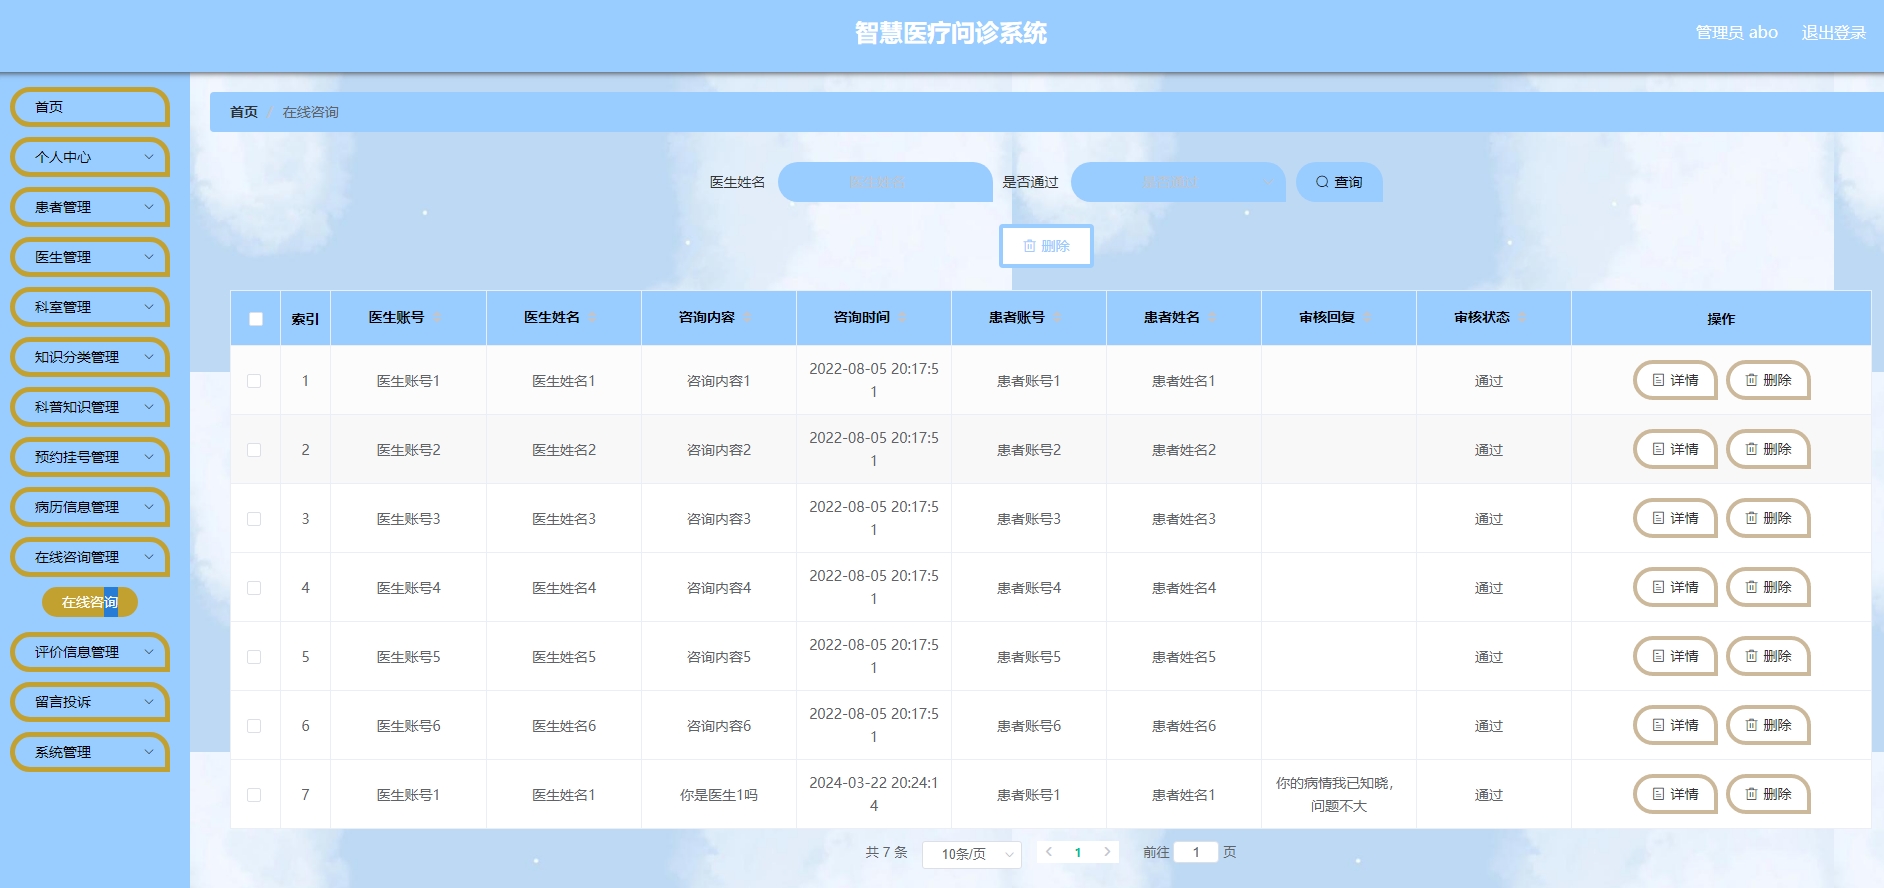 智慧医疗问诊系统
管理员 abo 退出登录
首页
个人中心
患者管理
医生管理
科室管理
知识分类管理
科普知识管理
预约挂号管理
病历信息管理
在线咨询管理
在线咨询
评价信息管理
留言投诉
系统管理
首页 / 在线咨询
医生姓名 医生姓名 是否通过 是否通过 查询
删除
索引 医生账号 医生姓名 咨询内容 咨询时间 患者账号 患者姓名 审核回复 审核状态 操作
1 医生账号1 医生姓名1 咨询内容1 2022-08-05 20:17:51 患者账号1 患者姓名1 通过 详情 删除
2 医生账号2 医生姓名2 咨询内容2 2022-08-05 20:17:51 患者账号2 患者姓名2 通过 详情 删除
3 医生账号3 医生姓名3 咨询内容3 2022-08-05 20:17:51 患者账号3 患者姓名3 通过 详情 删除
4 医生账号4 医生姓名4 咨询内容4 2022-08-05 20:17:51 患者账号4 患者姓名4 通过 详情 删除
5 医生账号5 医生姓名5 咨询内容5 2022-08-05 20:17:51 患者账号5 患者姓名5 通过 详情 删除
6 医生账号6 医生姓名6 咨询内容6 2022-08-05 20:17:51 患者账号6 患者姓名6 通过 详情 删除
7 医生账号1 医生姓名1 你是医生1吗 2024-03-22 20:24:14 患者账号1 患者姓名1 你的病情我已知晓，问题不大 通过 详情 删除
共 7 条 10条/页 1 前往 1 页